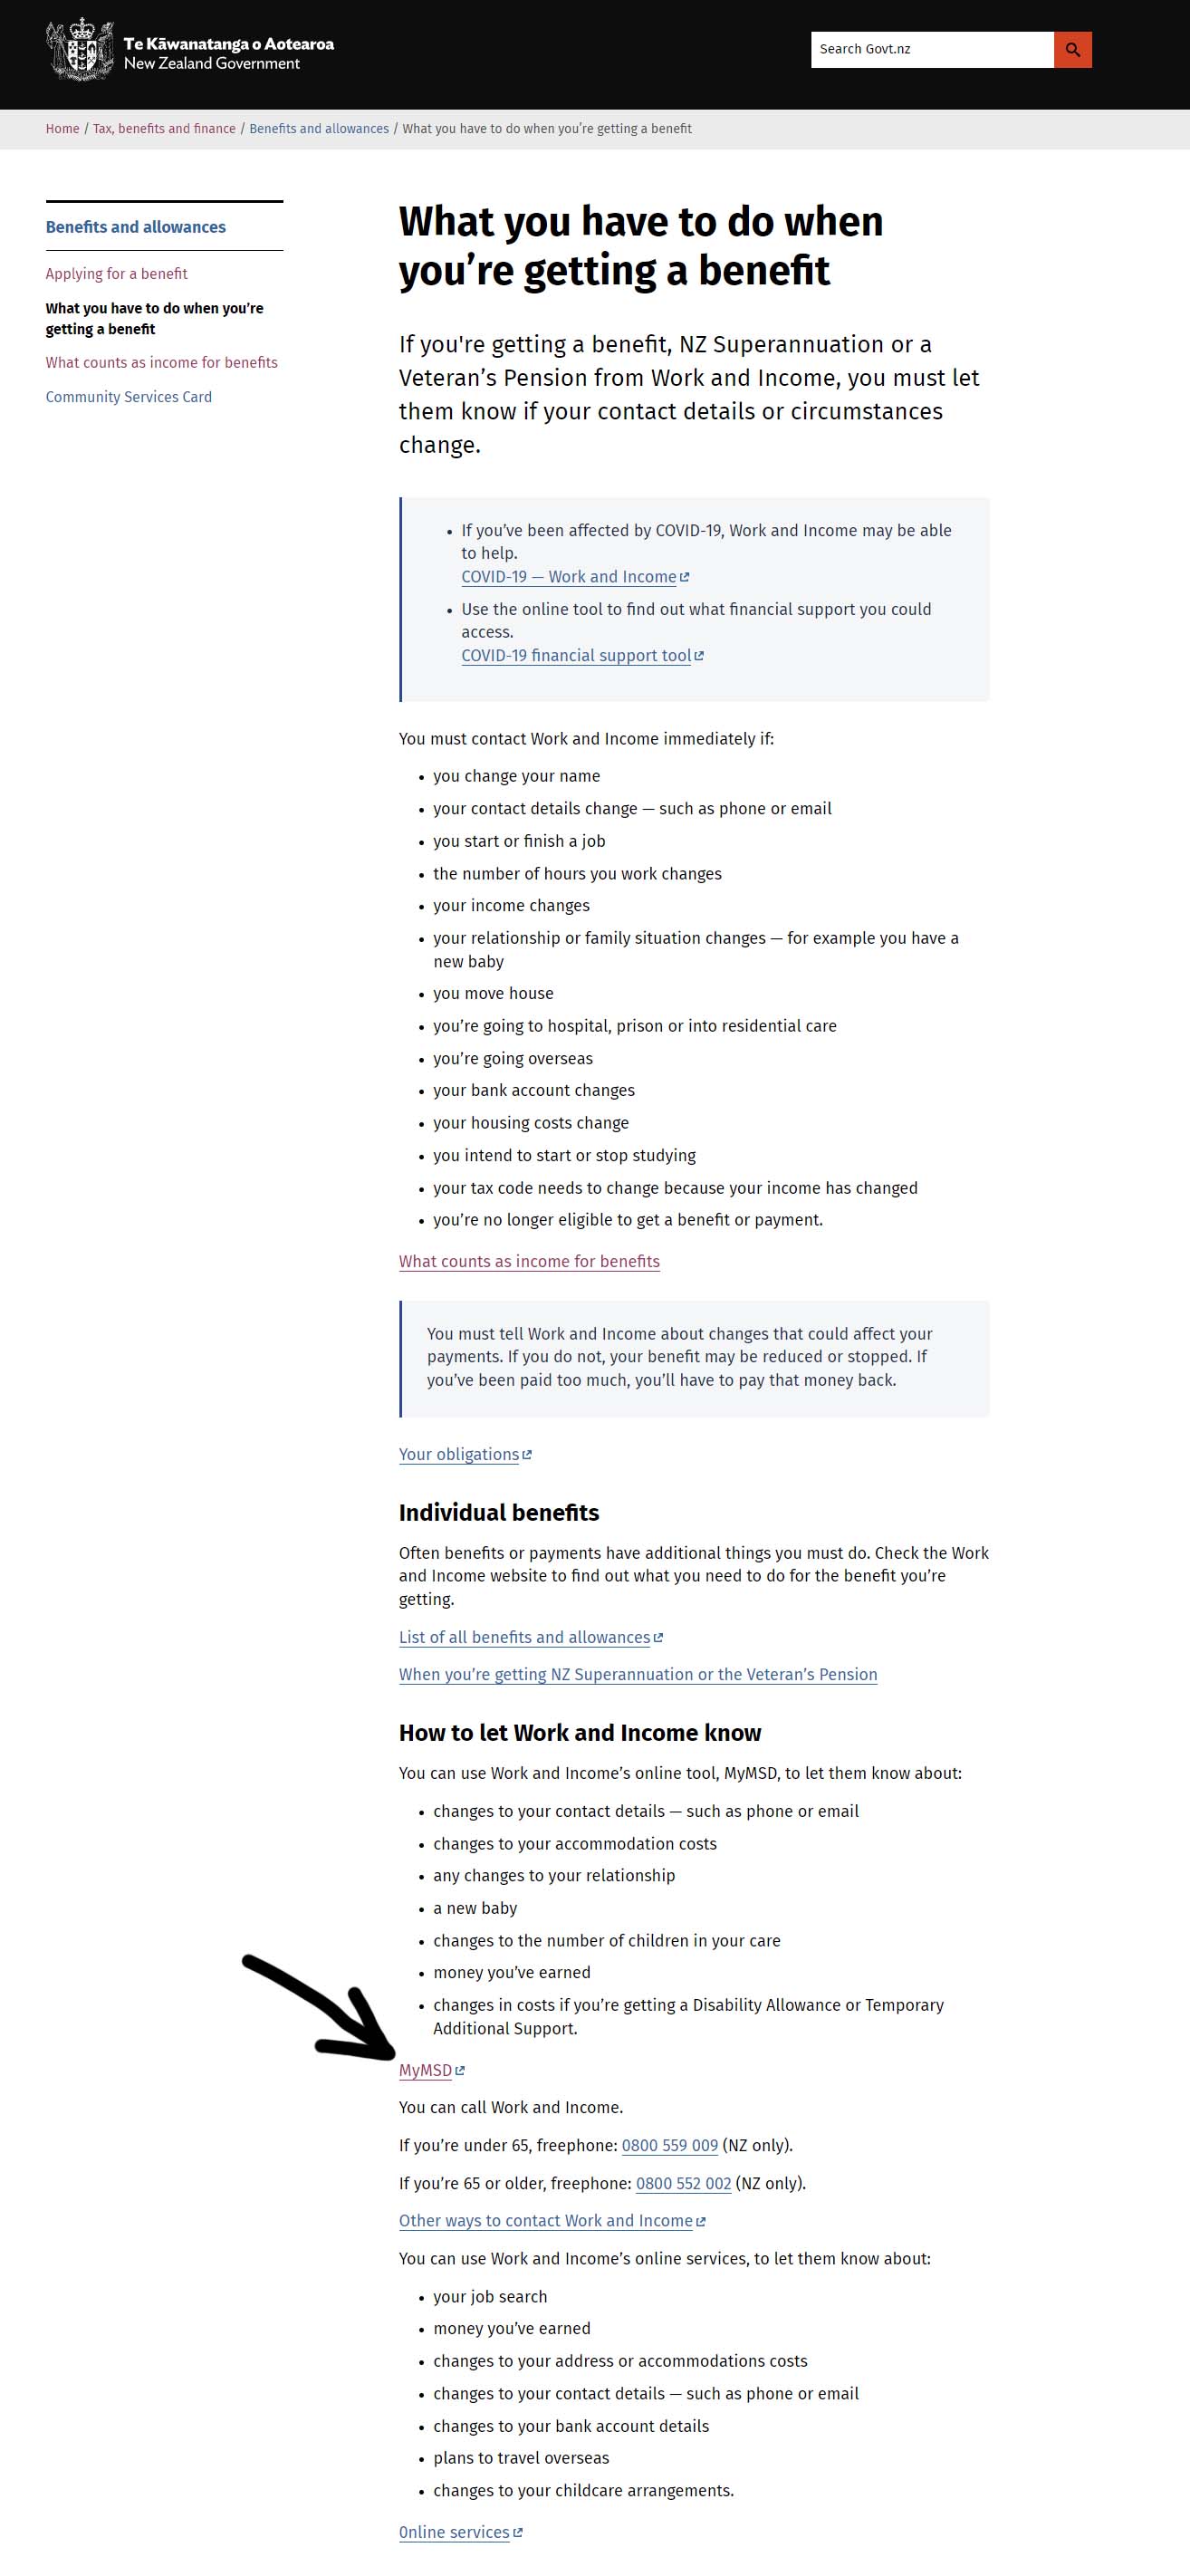 Te Kāwanatanga o Aotearoa
New Zealand Government
Search Govt.nz
Home / Tax, benefits and finance / Benefits and allowances / What you have to do when you’re getting a benefit
Benefits and allowances
Applying for a benefit
What you have to do when you’re
getting a benefit
What counts as income for benefits
Community Services Card
What you have to do when
you’re getting a benefit
If you're getting a benefit, NZ Superannuation or a
Veteran’s Pension from Work and Income, you must let
them know if your contact details or circumstances
change.
• If you’ve been affected by COVID-19, Work and Income may be able
to help.
COVID-19 — Work and Income
• Use the online tool to find out what financial support you could
access.
COVID-19 financial support tool
You must contact Work and Income immediately if:
• you change your name
• your contact details change — such as phone or email
• you start or finish a job
• the number of hours you work changes
• your income changes
• your relationship or family situation changes — for example you have a
new baby
• you move house
• you’re going to hospital, prison or into residential care
• you’re going overseas
• your bank account changes
• your housing costs change
• you intend to start or stop studying
• your tax code needs to change because your income has changed
• you’re no longer eligible to get a benefit or payment.
What counts as income for benefits
You must tell Work and Income about changes that could affect your
payments. If you do not, your benefit may be reduced or stopped. If
you’ve been paid too much, you’ll have to pay that money back.
Your obligations
Individual benefits
Often benefits or payments have additional things you must do. Check the Work
and Income website to find out what you need to do for the benefit you’re
getting.
List of all benefits and allowances
When you’re getting NZ Superannuation or the Veteran’s Pension
How to let Work and Income know
You can use Work and Income’s online tool, MyMSD, to let them know about:
• changes to your contact details — such as phone or email
• changes to your accommodation costs
• any changes to your relationship
• a new baby
• changes to the number of children in your care
• money you’ve earned
• changes in costs if you’re getting a Disability Allowance or Temporary
Additional Support.
MyMSD
You can call Work and Income.
If you’re under 65, freephone: 0800 559 009 (NZ only).
If you’re 65 or older, freephone: 0800 552 002 (NZ only).
Other ways to contact Work and Income
You can use Work and Income’s online services, to let them know about:
• your job search
• money you’ve earned
• changes to your address or accommodations costs
• changes to your contact details — such as phone or email
• changes to your bank account details
• plans to travel overseas
• changes to your childcare arrangements.
0nline services